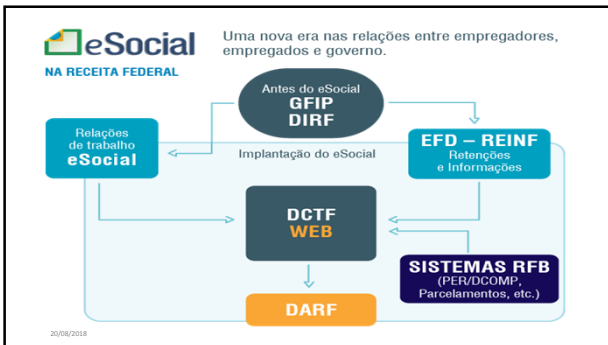 eSocial
NA RECEITA FEDERAL
Uma nova era nas relações entre empregadores,
empregados e governo.
Antes do eSocial
GFIP
DIRF
Relações
de trabalho
eSocial
Implantação do eSocial
EFD – REINF
Retenções
e Informações
DCTF
WEB
SISTEMAS RFB
(PER/DCOMP,
Parcelamentos, etc.)
DARF
20/08/2018